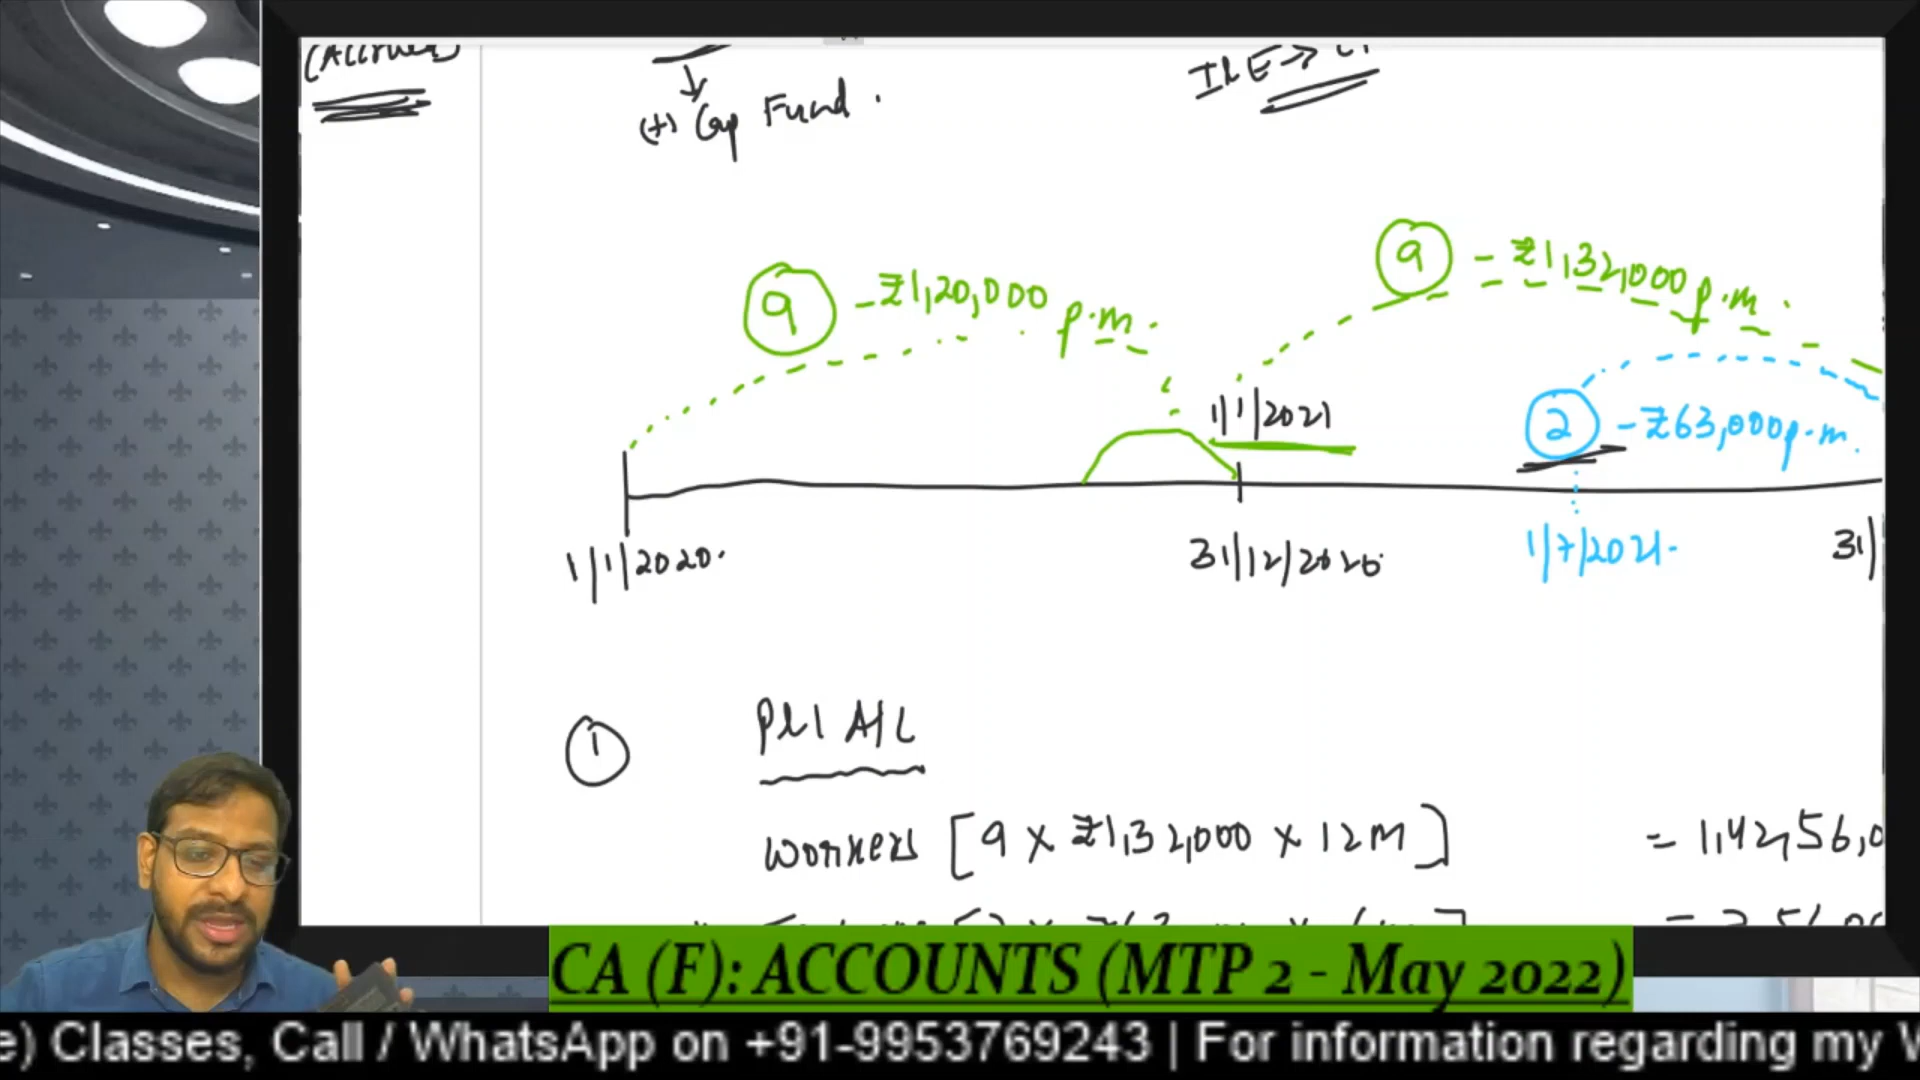 (+) Cap Fund.
9 - ₹1,20,000 p.m.
9 - ₹1,32,000 p.m.
1/1/2021
2 - ₹63,000 p.m.
1/1/2020.
31/12/2020.
1/7/2021.
31/
1 P&L A/c
Workers [9 x ₹1,32,000 x 12m] = 1,42,56,0
CA (F): ACCOUNTS (MTP 2 - May 2022)
e) Classes, Call / WhatsApp on +91-9953769243 | For information regarding my W